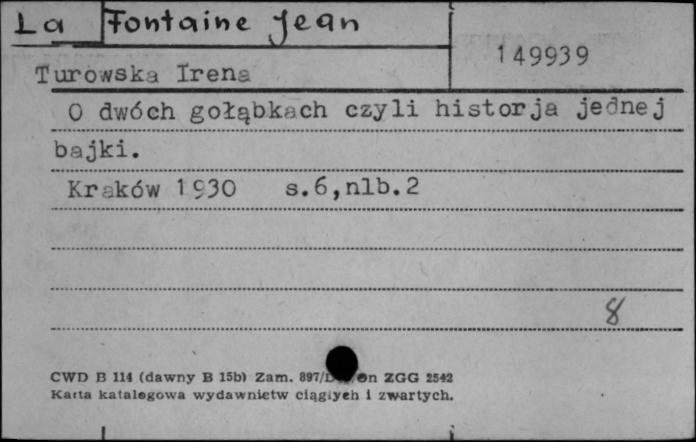 La Fontaine Jean
149939
Turowska Irena
O dwóch gołąbkach czyli historja jednej
bajki.
Kraków 1930 s.6,nlb.2
8
CWD B 114 (dawny B 15b) Zam. 897/ ZGG 2542
Karta katalogowa wydawnictw ciągłych i zwartych.